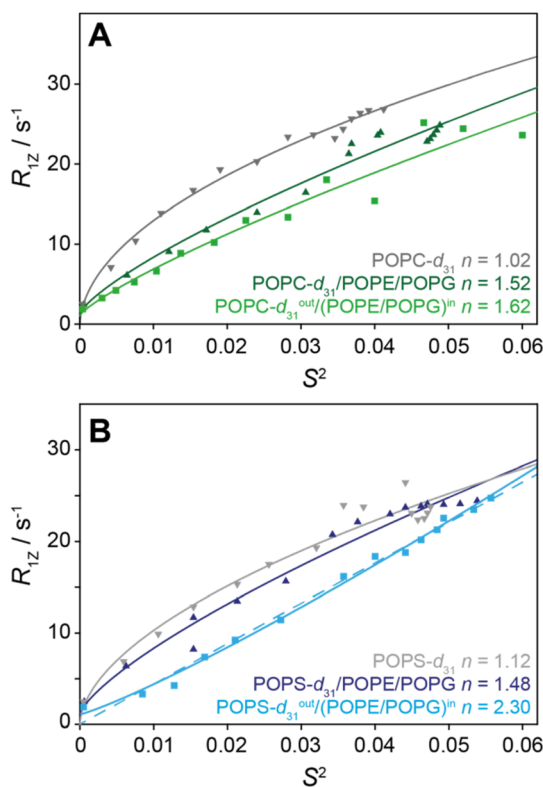 A
R1Z / s-1
30
20
10
0
POPC-d31 n = 1.02
POPC-d31/POPE/POPG n = 1.52
POPC-d31out/(POPE/POPG)in n = 1.62
0 0.01 0.02 0.03 0.04 0.05 0.06
S2
B
R1Z / s-1
30
20
10
0
POPS-d31 n = 1.12
POPS-d31/POPE/POPG n = 1.48
POPS-d31out/(POPE/POPG)in n = 2.30
0 0.01 0.02 0.03 0.04 0.05 0.06
S2